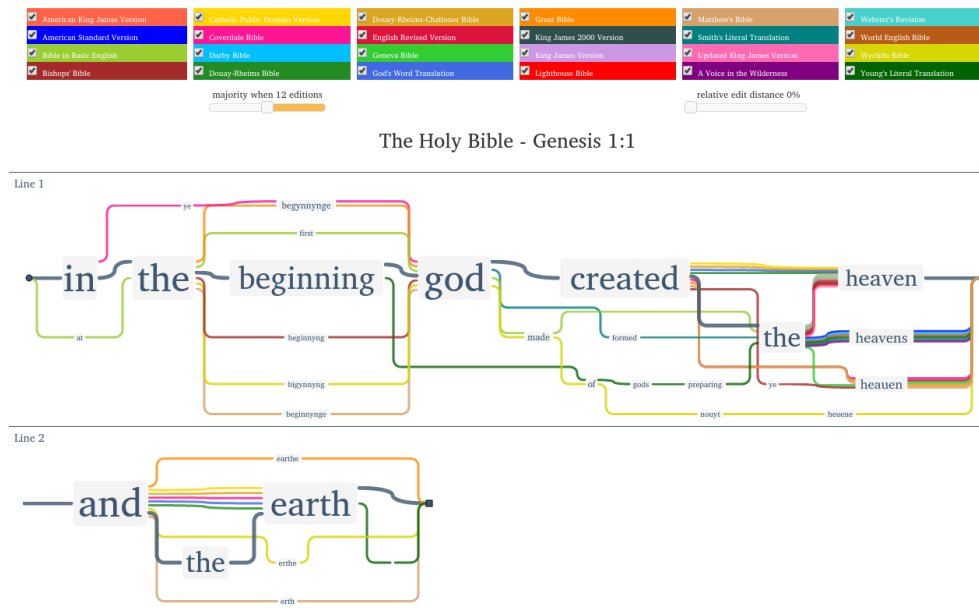 American King James Version Catholic Public Domain Version Douay-Rheims-Challoner Bible Great Bible Matthew's Bible Webster's Revision
American Standard Version Coverdale Bible English Revised Version King James 2000 Version Smith's Literal Translation World English Bible
Bible in Basic English Darby Bible Geneva Bible King James Version Updated King James Version Wycliffe Bible
Bishops' Bible Douay-Rheims Bible God's Word Translation Lighthouse Bible A Voice in the Wilderness Young's Literal Translation
majority when 12 editions relative edit distance 0%
The Holy Bible - Genesis 1:1
Line 1
ye begynnynge
first
in the beginning god created heaven
at beginnyng made formed the heavens
bigynnyng of gods preparing ye heauen
beginnynge nouyt heuene
Line 2
earthe
and earth
the erthe
erth